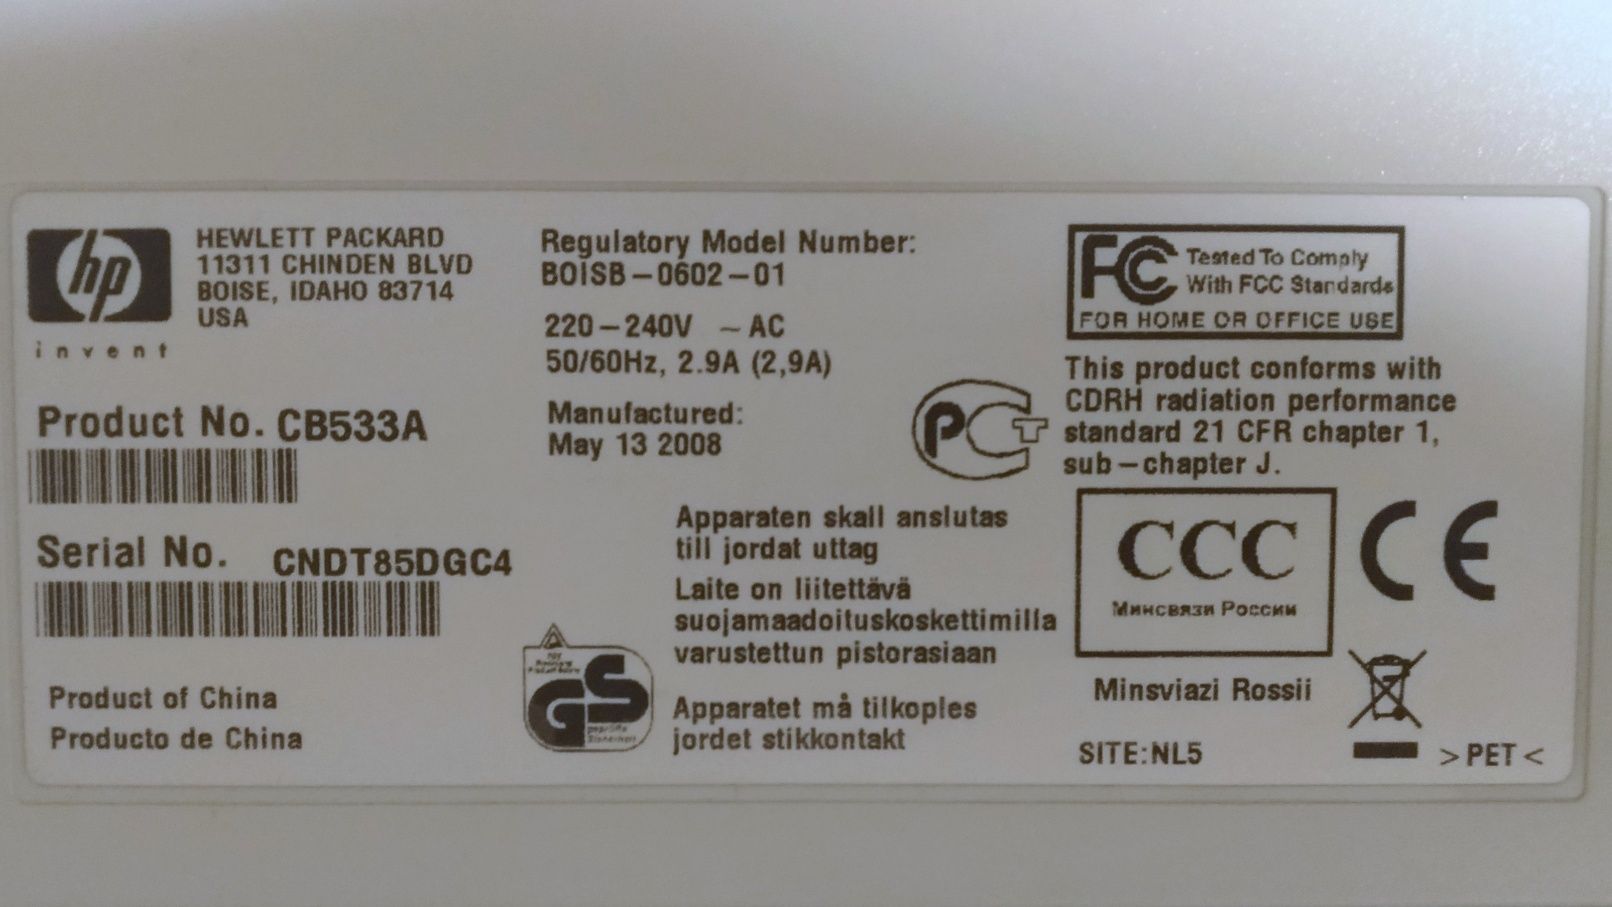 hp
invent
HEWLETT PACKARD
11311 CHINDEN BLVD
BOISE, IDAHO 83714
USA
Product No. CB533A
Serial No. CNDT85DGC4
Product of China
Producto de China
Regulatory Model Number:
BOISB-0602-01
220-240V ~ AC
50/60Hz, 2.9A (2,9A)
Manufactured:
May 13 2008
Apparaten skall anslutas
till jordat uttag
Laite on liitettävä
suojamaadoituskoskettimilla
varustettun pistorasiaan
Apparatet må tilkoples
jordet stikkontakt
GS
geprüfte
Sicherheit
FC Tested To Comply
With FCC Standards
FOR HOME OR OFFICE USE
This product conforms with
CDRH radiation performance
standard 21 CFR chapter 1,
sub-chapter J.
PCT
CCC
Минсвязи России
Minsviazi Rossii
CE
SITE:NL5
>PET<